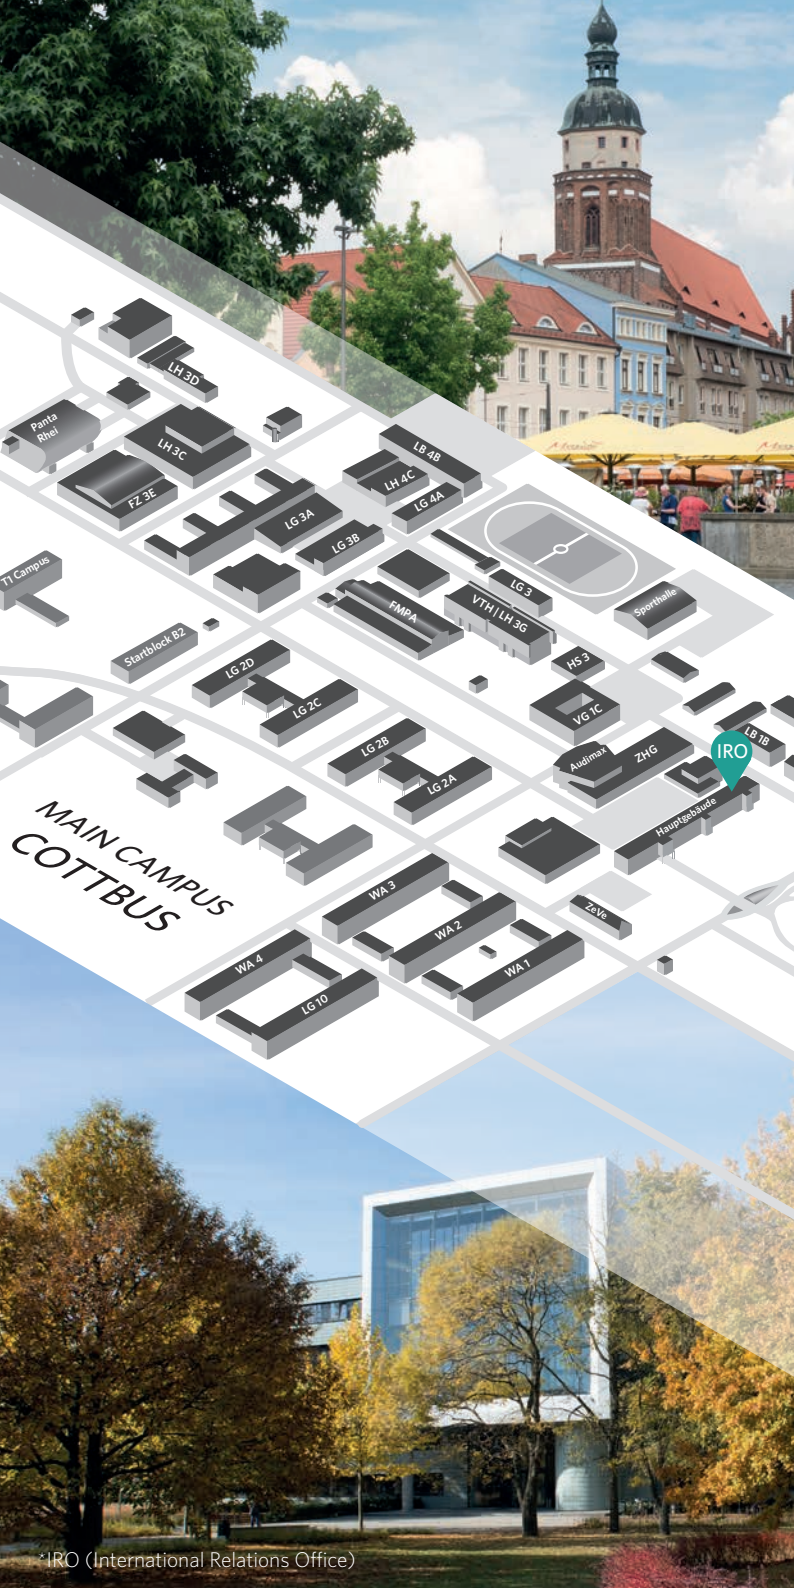 LH 3D
Panta
Rhei
LH 3C
FZ 3E
LB 4B
LH 4C
LG 4A
LG 3A
LG 3B
T1 Campus
LG 3
FMPA
VTH | LH 3G
Sporthalle
Startblock B2
LG 2D
HS 3
LG 2C
VG 1C
LG 2B
LB 1B
IRO
Audimax
ZHG
LG 2A
Hauptgebäude
MAIN CAMPUS
COTTBUS
WA 3
WA 2
ZeVe
WA 4
WA 1
LG 10
*IRO (International Relations Office)